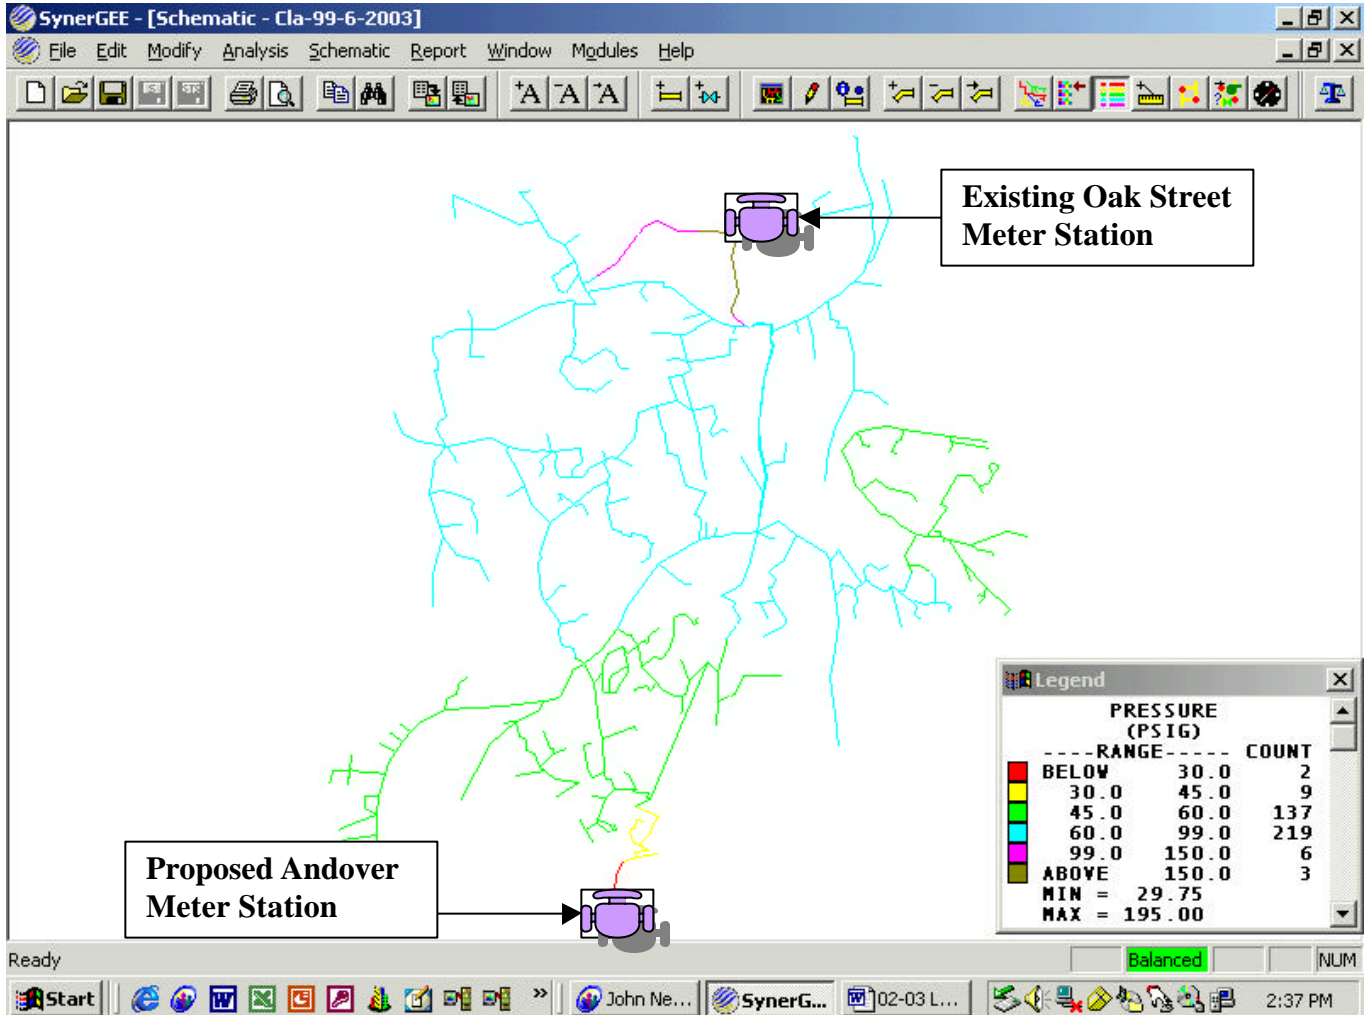 SynerGEE - [Schematic - Cla-99-6-2003]
File Edit Modify Analysis Schematic Report Window Modules Help
Existing Oak Street
Meter Station
Legend
PRESSURE
(PSIG)
----RANGE----- COUNT
BELOW 30.0 2
30.0 45.0 9
45.0 60.0 137
60.0 99.0 219
99.0 150.0 6
ABOVE 150.0 3
MIN = 29.75
MAX = 195.00
Proposed Andover
Meter Station
Ready Balanced NUM
Start » John Ne... SynerG... 02-03 L... 2:37 PM